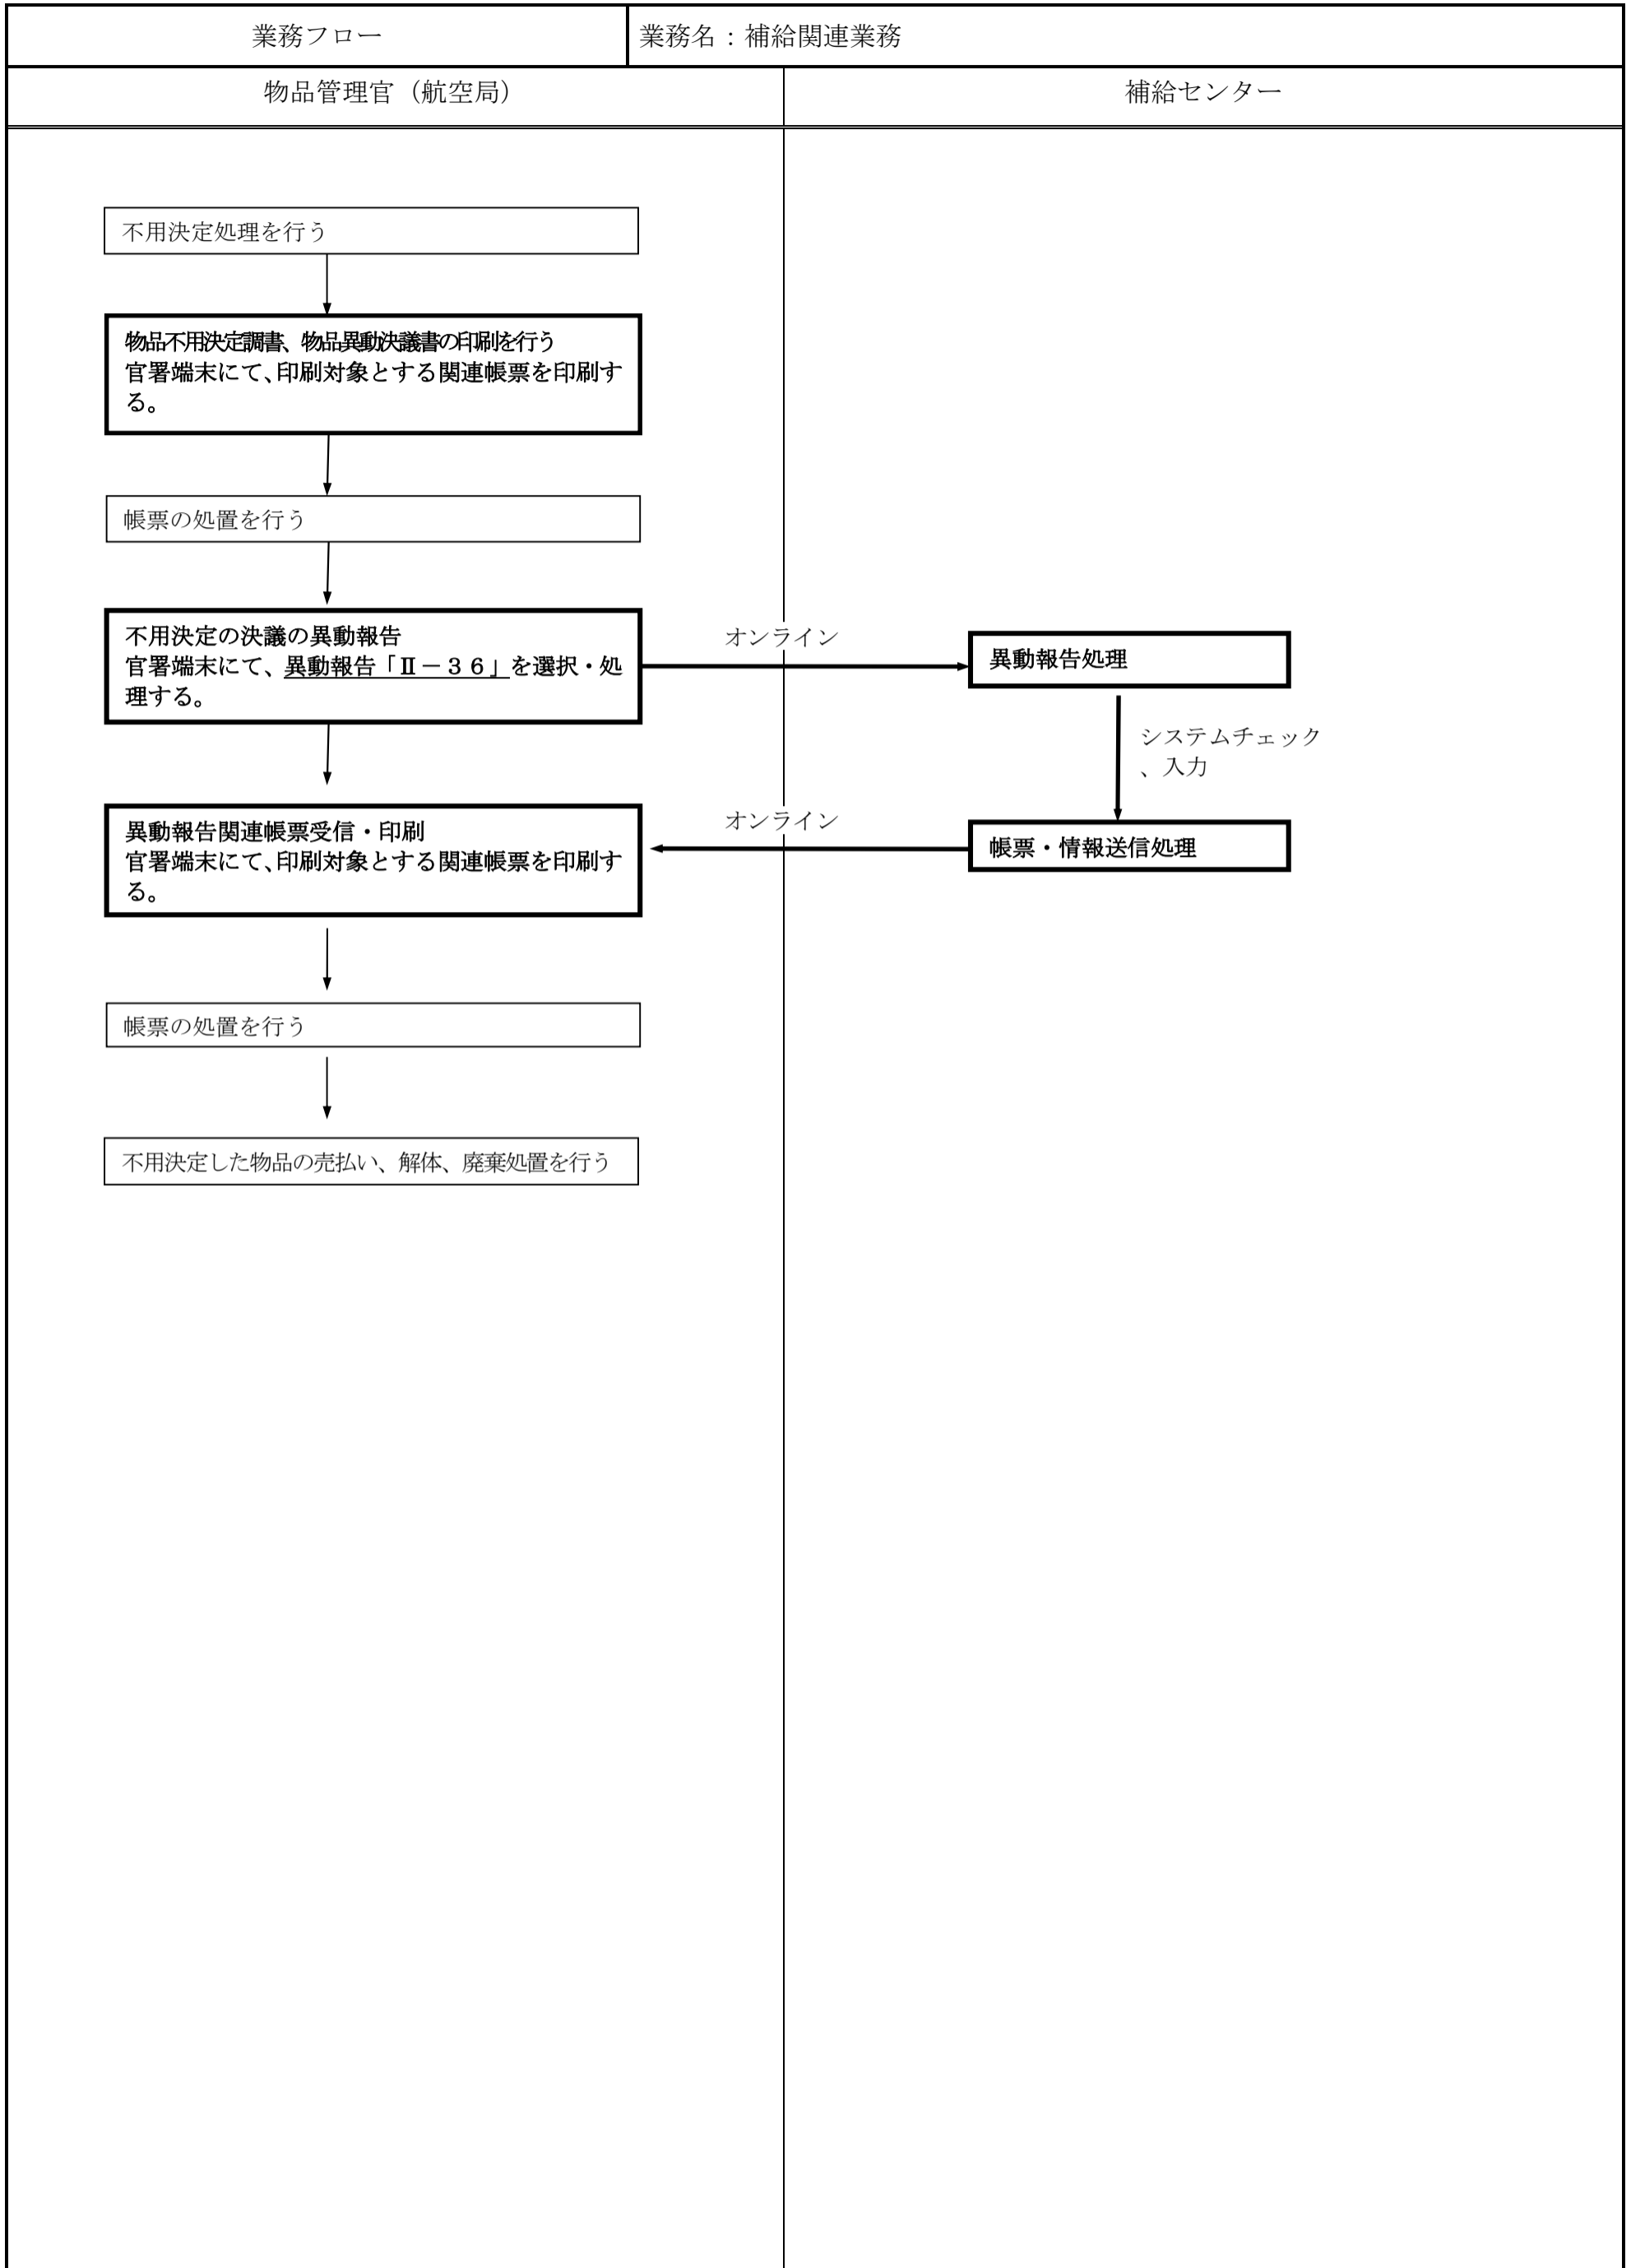 業務フロー
業務名：補給関連業務
物品管理官（航空局）
補給センター
不用決定処理を行う
物品不用決定調書、物品異動決議書の印刷を行う
官署端末にて、印刷対象とする関連帳票を印刷す
る。
帳票の処置を行う
不用決定の決議の異動報告
官署端末にて、異動報告「Ⅱ－３６」を選択・処
理する。
オンライン
異動報告処理
システムチェック
、入力
異動報告関連帳票受信・印刷
官署端末にて、印刷対象とする関連帳票を印刷す
る。
オンライン
帳票・情報送信処理
帳票の処置を行う
不用決定した物品の売払い、解体、廃棄処置を行う